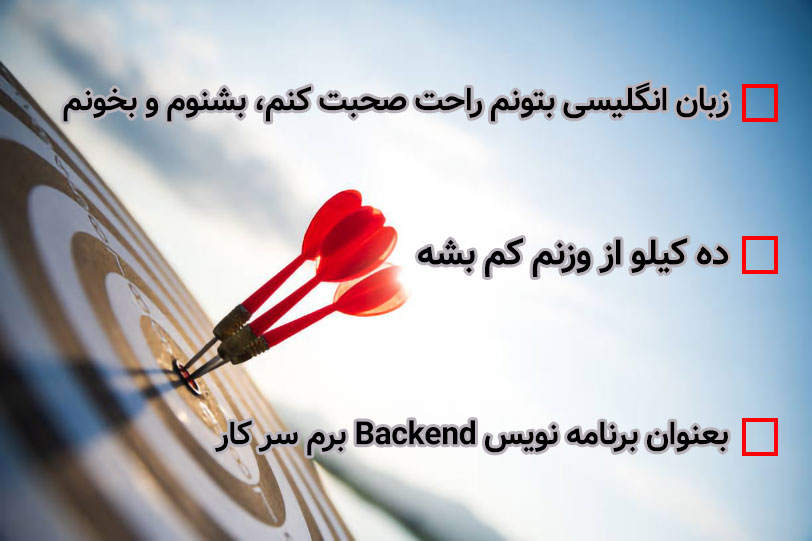 زبان انگلیسی بتونم راحت صحبت کنم، بشنوم و بخونم
ده کیلو از وزنم کم بشه
بعنوان برنامه نویس Backend برم سر کار